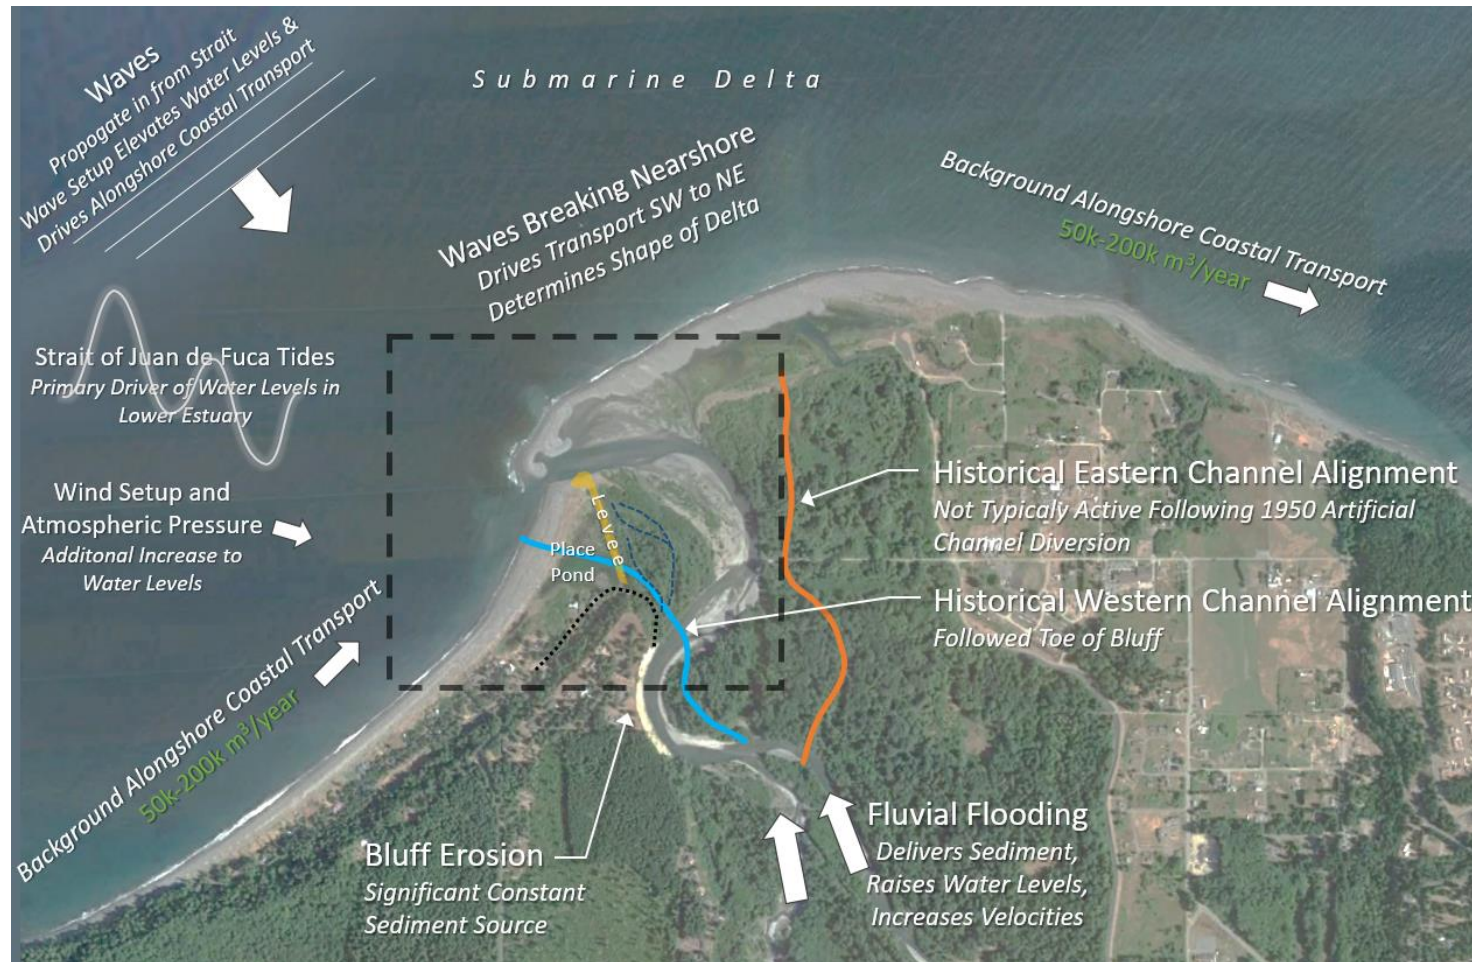 Waves
Propogate in from Strait
Wave Setup Elevates Water Levels &
Drives Alongshore Coastal Transport
Submarine Delta
Waves Breaking Nearshore
Drives Transport SW to NE
Determines Shape of Delta
Background Alongshore Coastal Transport
50k-200k m³/year
Strait of Juan de Fuca Tides
Primary Driver of Water Levels in
Lower Estuary
Wind Setup and
Atmospheric Pressure
Additonal Increase to
Water Levels
Levee
Place
Pond
Historical Eastern Channel Alignment
Not Typicaly Active Following 1950 Artificial
Channel Diversion
Historical Western Channel Alignment
Followed Toe of Bluff
Background Alongshore Coastal Transport
50k-200k m³/year
Bluff Erosion
Significant Constant
Sediment Source
Fluvial Flooding
Delivers Sediment,
Raises Water Levels,
Increases Velocities